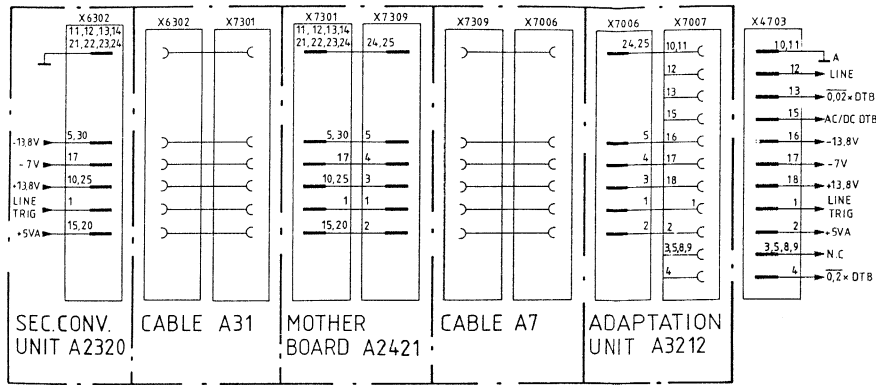 X6302 X6302 X7301 X7301 X7309 X7309 X7006 X7006 X7007 X4703
11,12,13,14 11,12,13,14
21,22,23,24 21,22,23,24 24,25 24,25 10,11 10,11 A
12 12 LINE
13 13 0,02×DTB
15 15 AC/DC DTB
-13,8V 5,30 5,30 5 5 16 16 -13,8V
-7V 17 17 4 4 17 17 -7V
+13,8V 10,25 10,25 3 3 18 18 +13,8V
LINE TRIG 1 1 1 1 1 1 LINE TRIG
+5VA 15,20 15,20 2 2 2 2 +5VA
3,5,8,9 3,5,8,9 N.C
4 4 0,2×DTB
SEC.CONV. CABLE A31 MOTHER CABLE A7 ADAPTATION
UNIT A2320 BOARD A2421 UNIT A3212